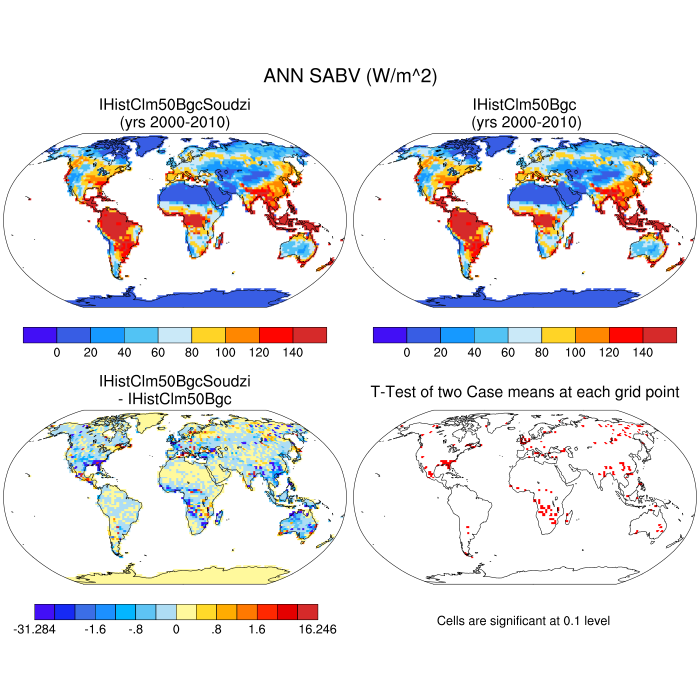 ANN SABV (W/m^2)
IHistClm50BgcSoudzi
(yrs 2000-2010)
IHistClm50Bgc
(yrs 2000-2010)
0 20 40 60 80 100 120 140
0 20 40 60 80 100 120 140
IHistClm50BgcSoudzi
- IHistClm50Bgc
T-Test of two Case means at each grid point
-31.284 -1.6 -.8 0 .8 1.6 16.246
Cells are significant at 0.1 level